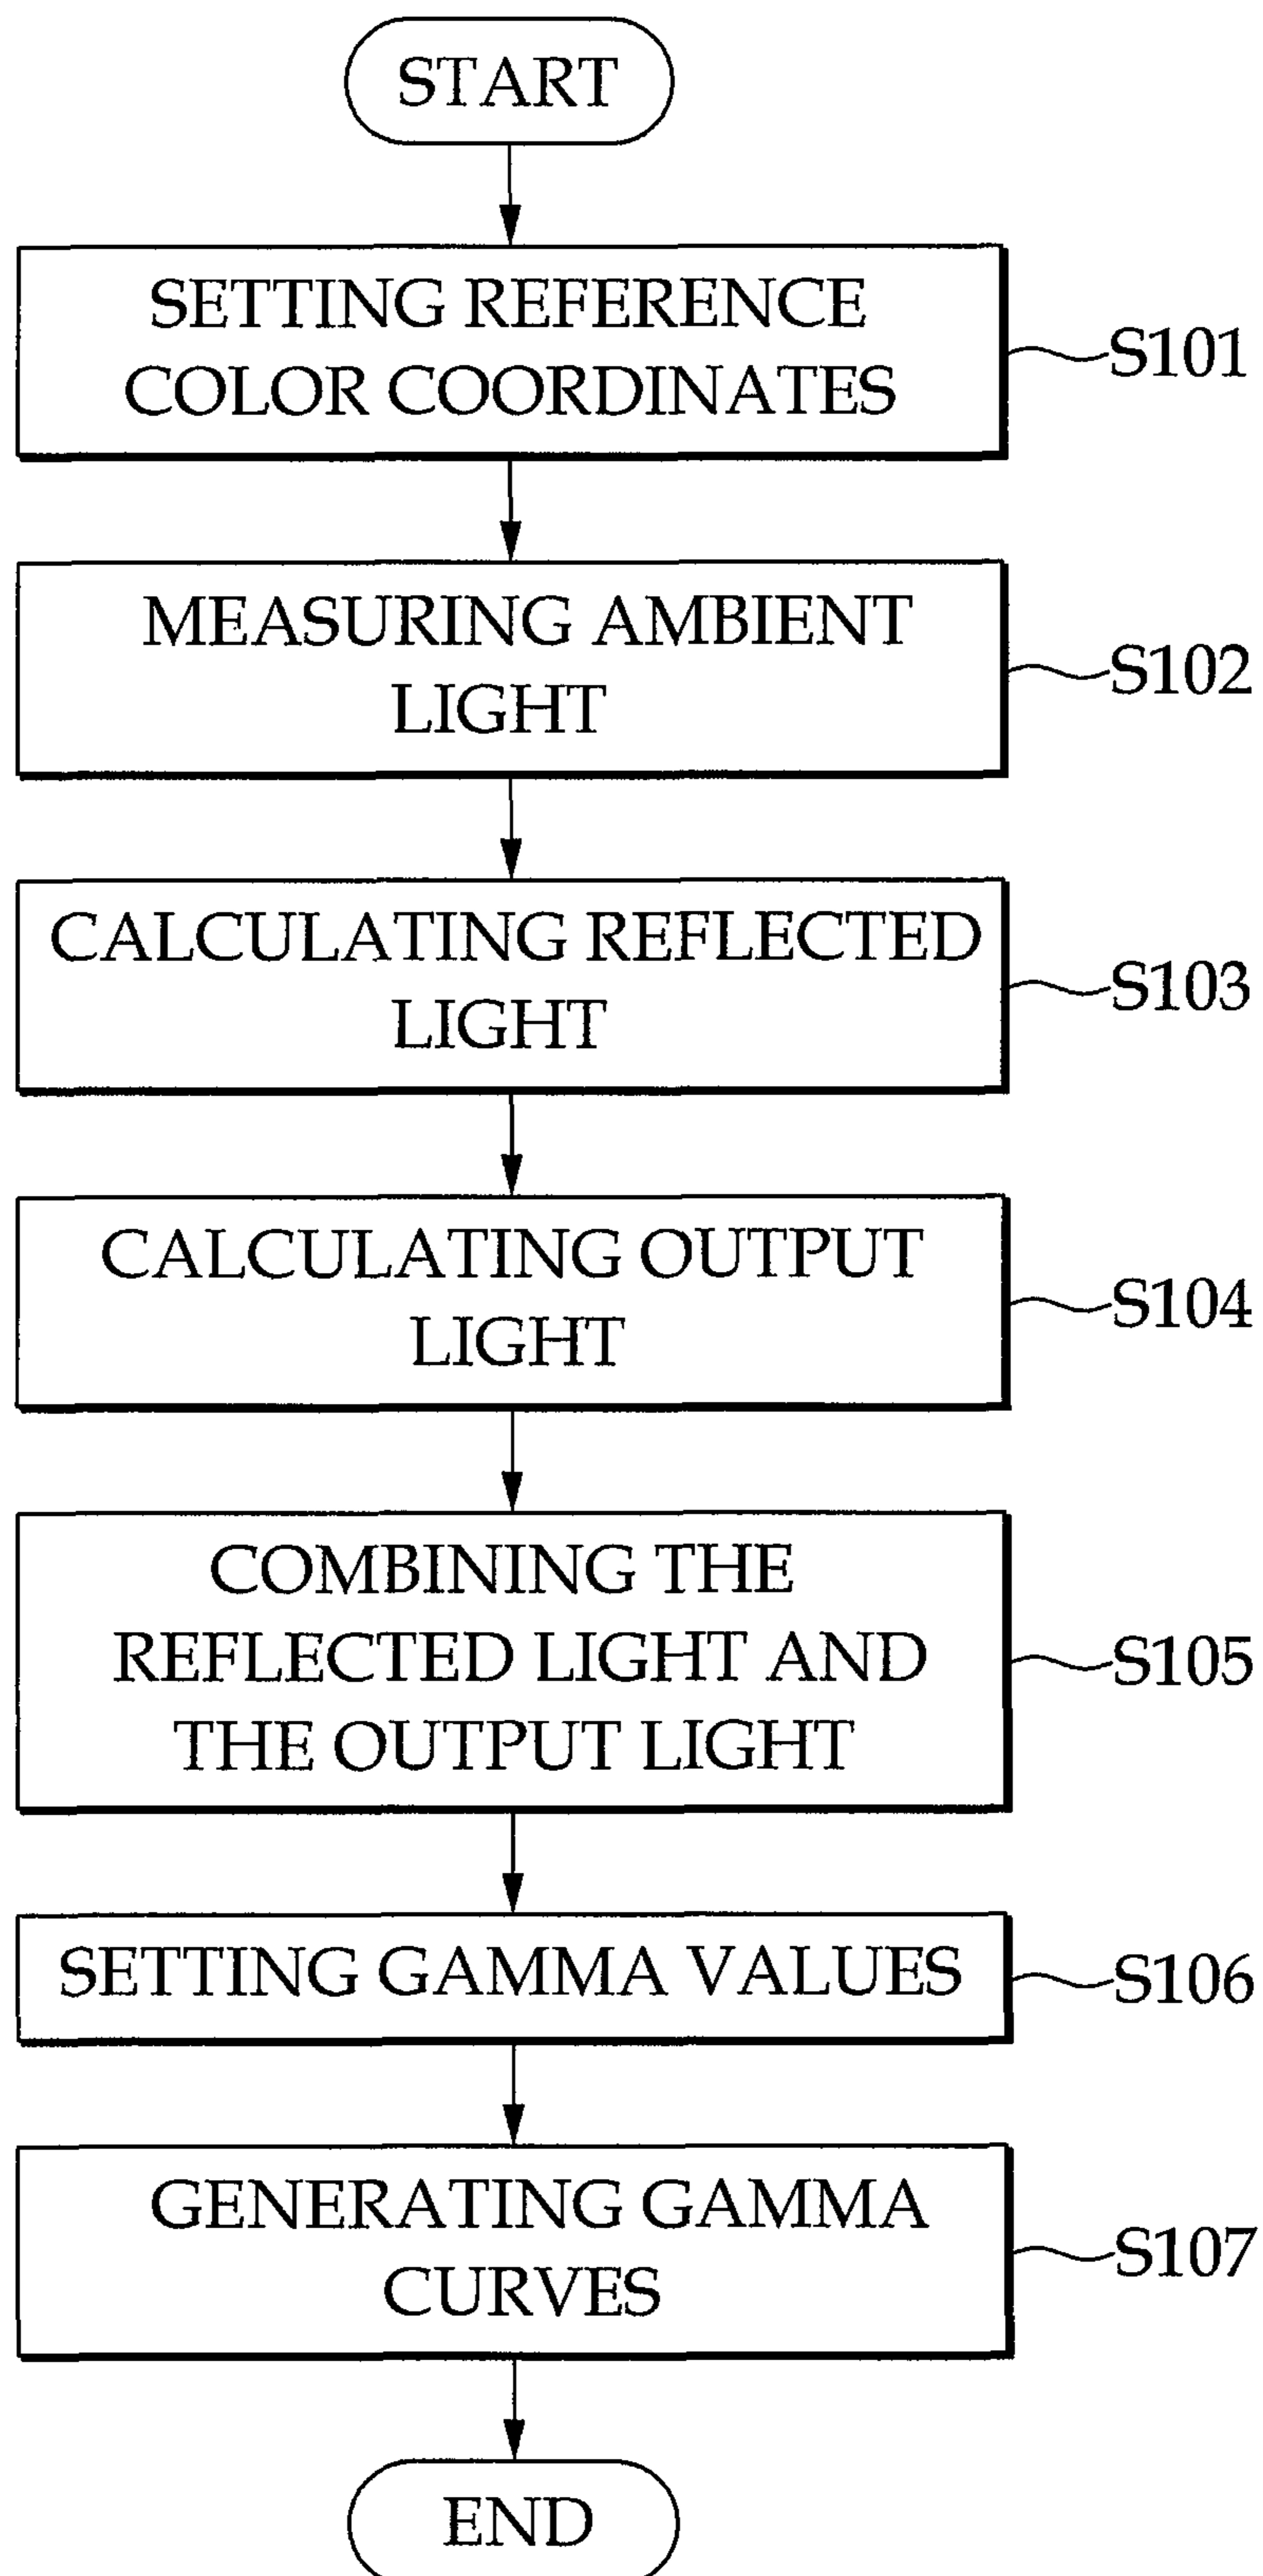 START
SETTING REFERENCE
COLOR COORDINATES
S101
MEASURING AMBIENT
LIGHT
S102
CALCULATING REFLECTED
LIGHT
S103
CALCULATING OUTPUT
LIGHT
S104
COMBINING THE
REFLECTED LIGHT AND
THE OUTPUT LIGHT
S105
SETTING GAMMA VALUES
S106
GENERATING GAMMA
CURVES
S107
END